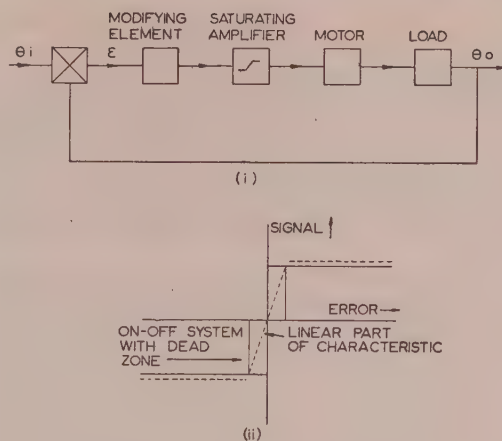 MODIFYING
ELEMENT
SATURATING
AMPLIFIER
MOTOR
LOAD
θi
ε
θo
(i)
SIGNAL
ERROR
ON-OFF SYSTEM
WITH DEAD
ZONE
LINEAR PART
OF CHARACTERISTIC
(ii)